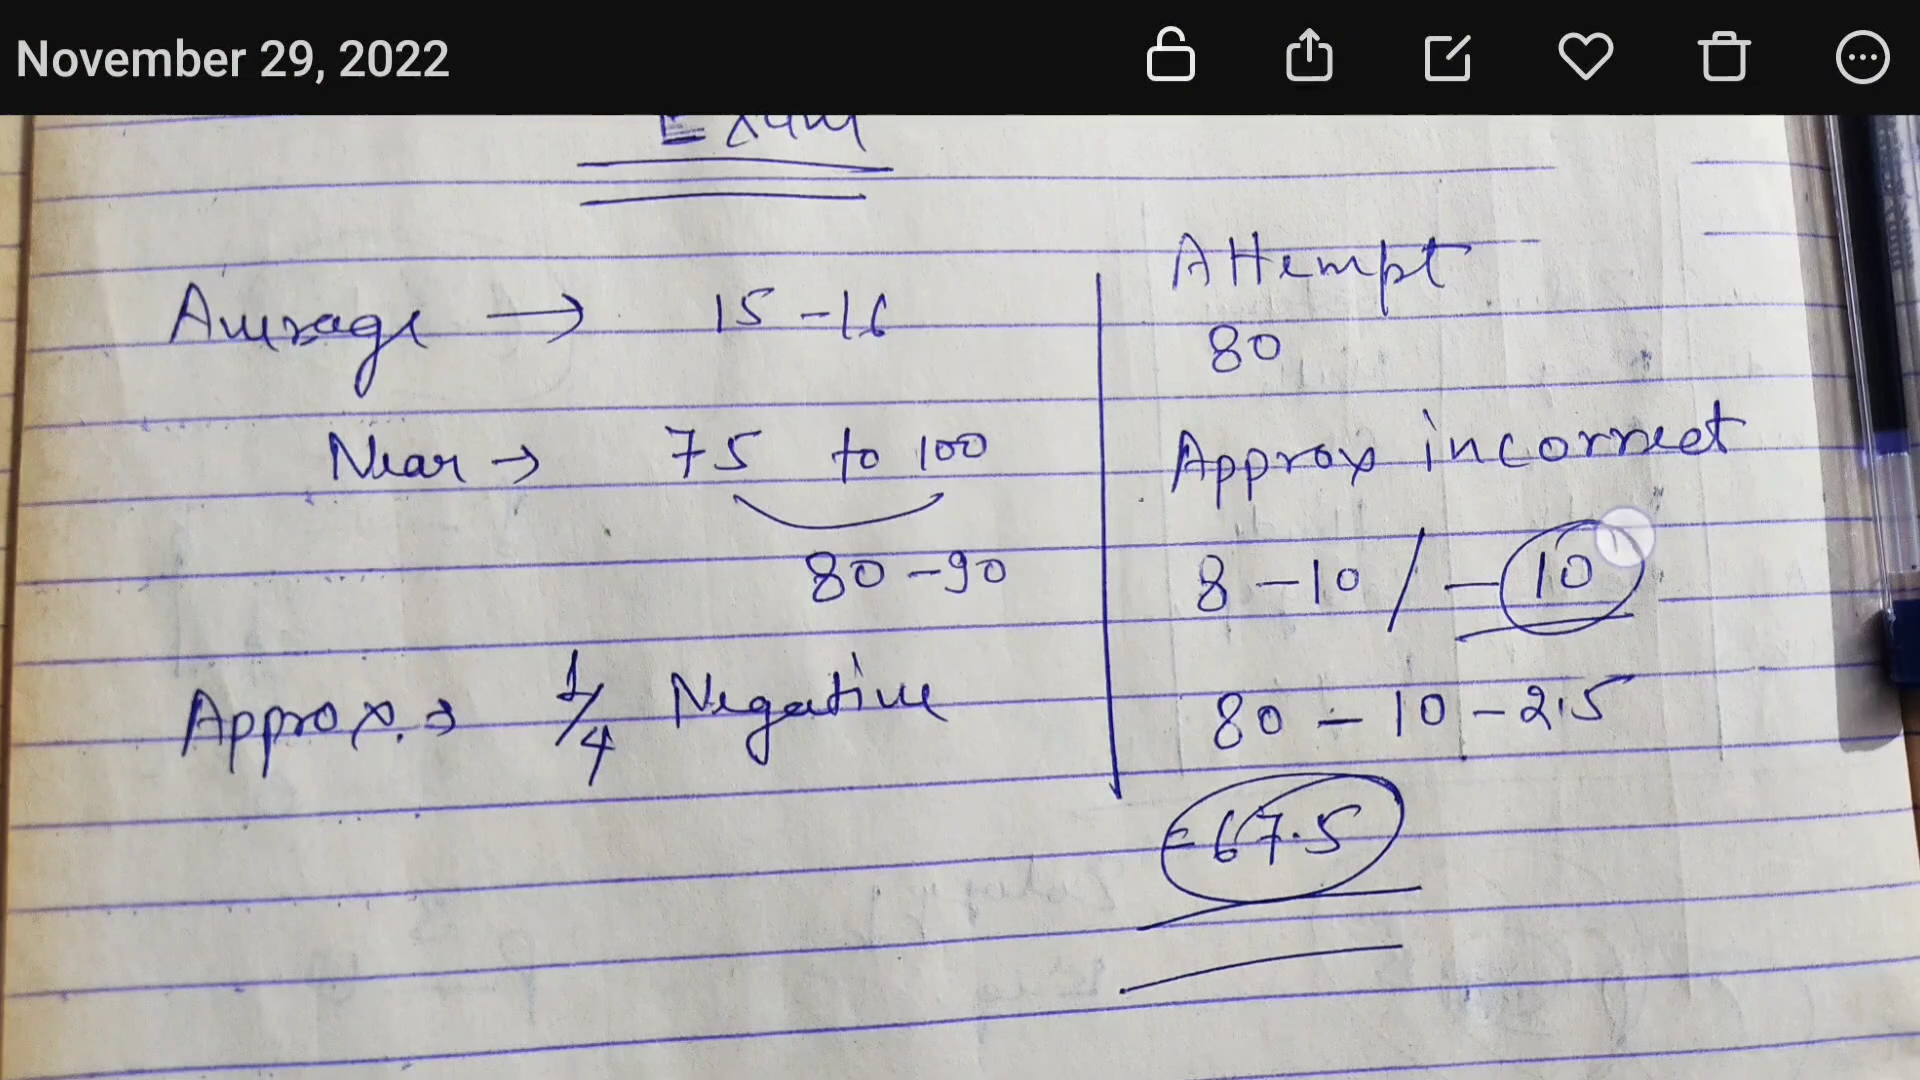 November 29, 2022
Exam
Average → 15-16
Near → 75 to 100
80-90
Approx. → 1/4 Negative
Attempt
80
Approx incorrect
8-10 / -10
80 - 10 - 2.5
= 67.5